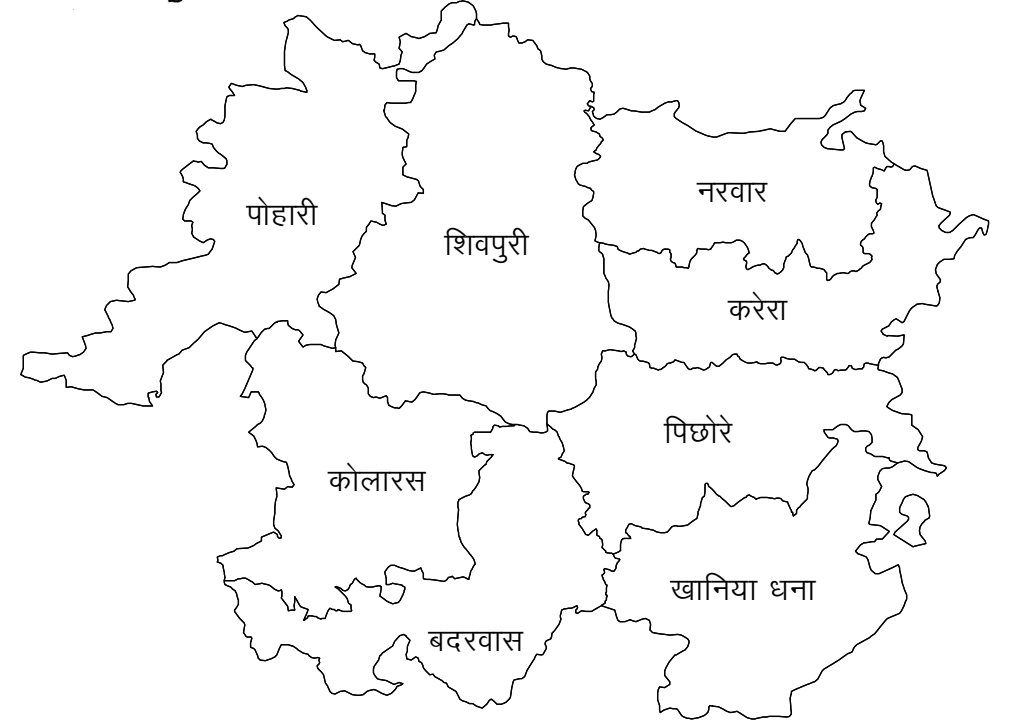 नरवार
पोहारी
शिवपुरी
करेरा
पिछोरे
कोलारस
खानिया धना
बदरवास